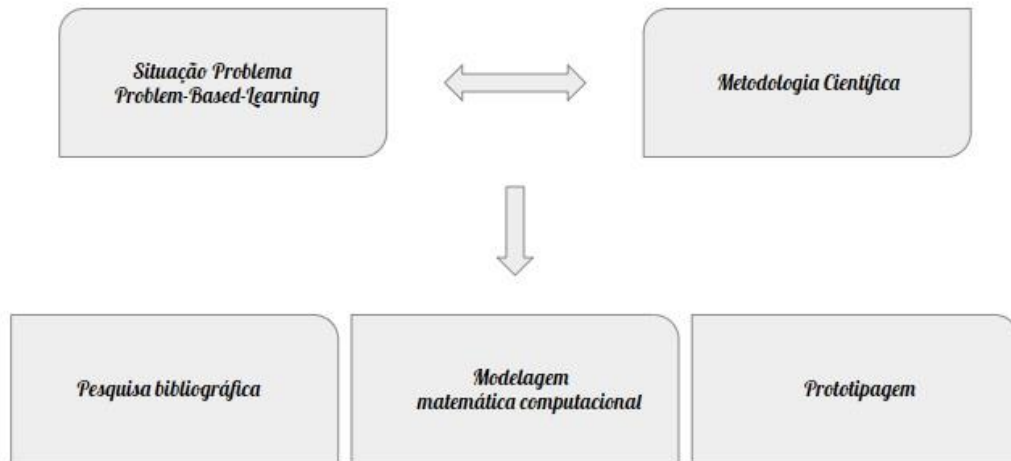 Situação Problema
Problem-Based-Learning
Metodologia Científica
Pesquisa bibliográfica
Modelagem
matemática computacional
Prototipagem